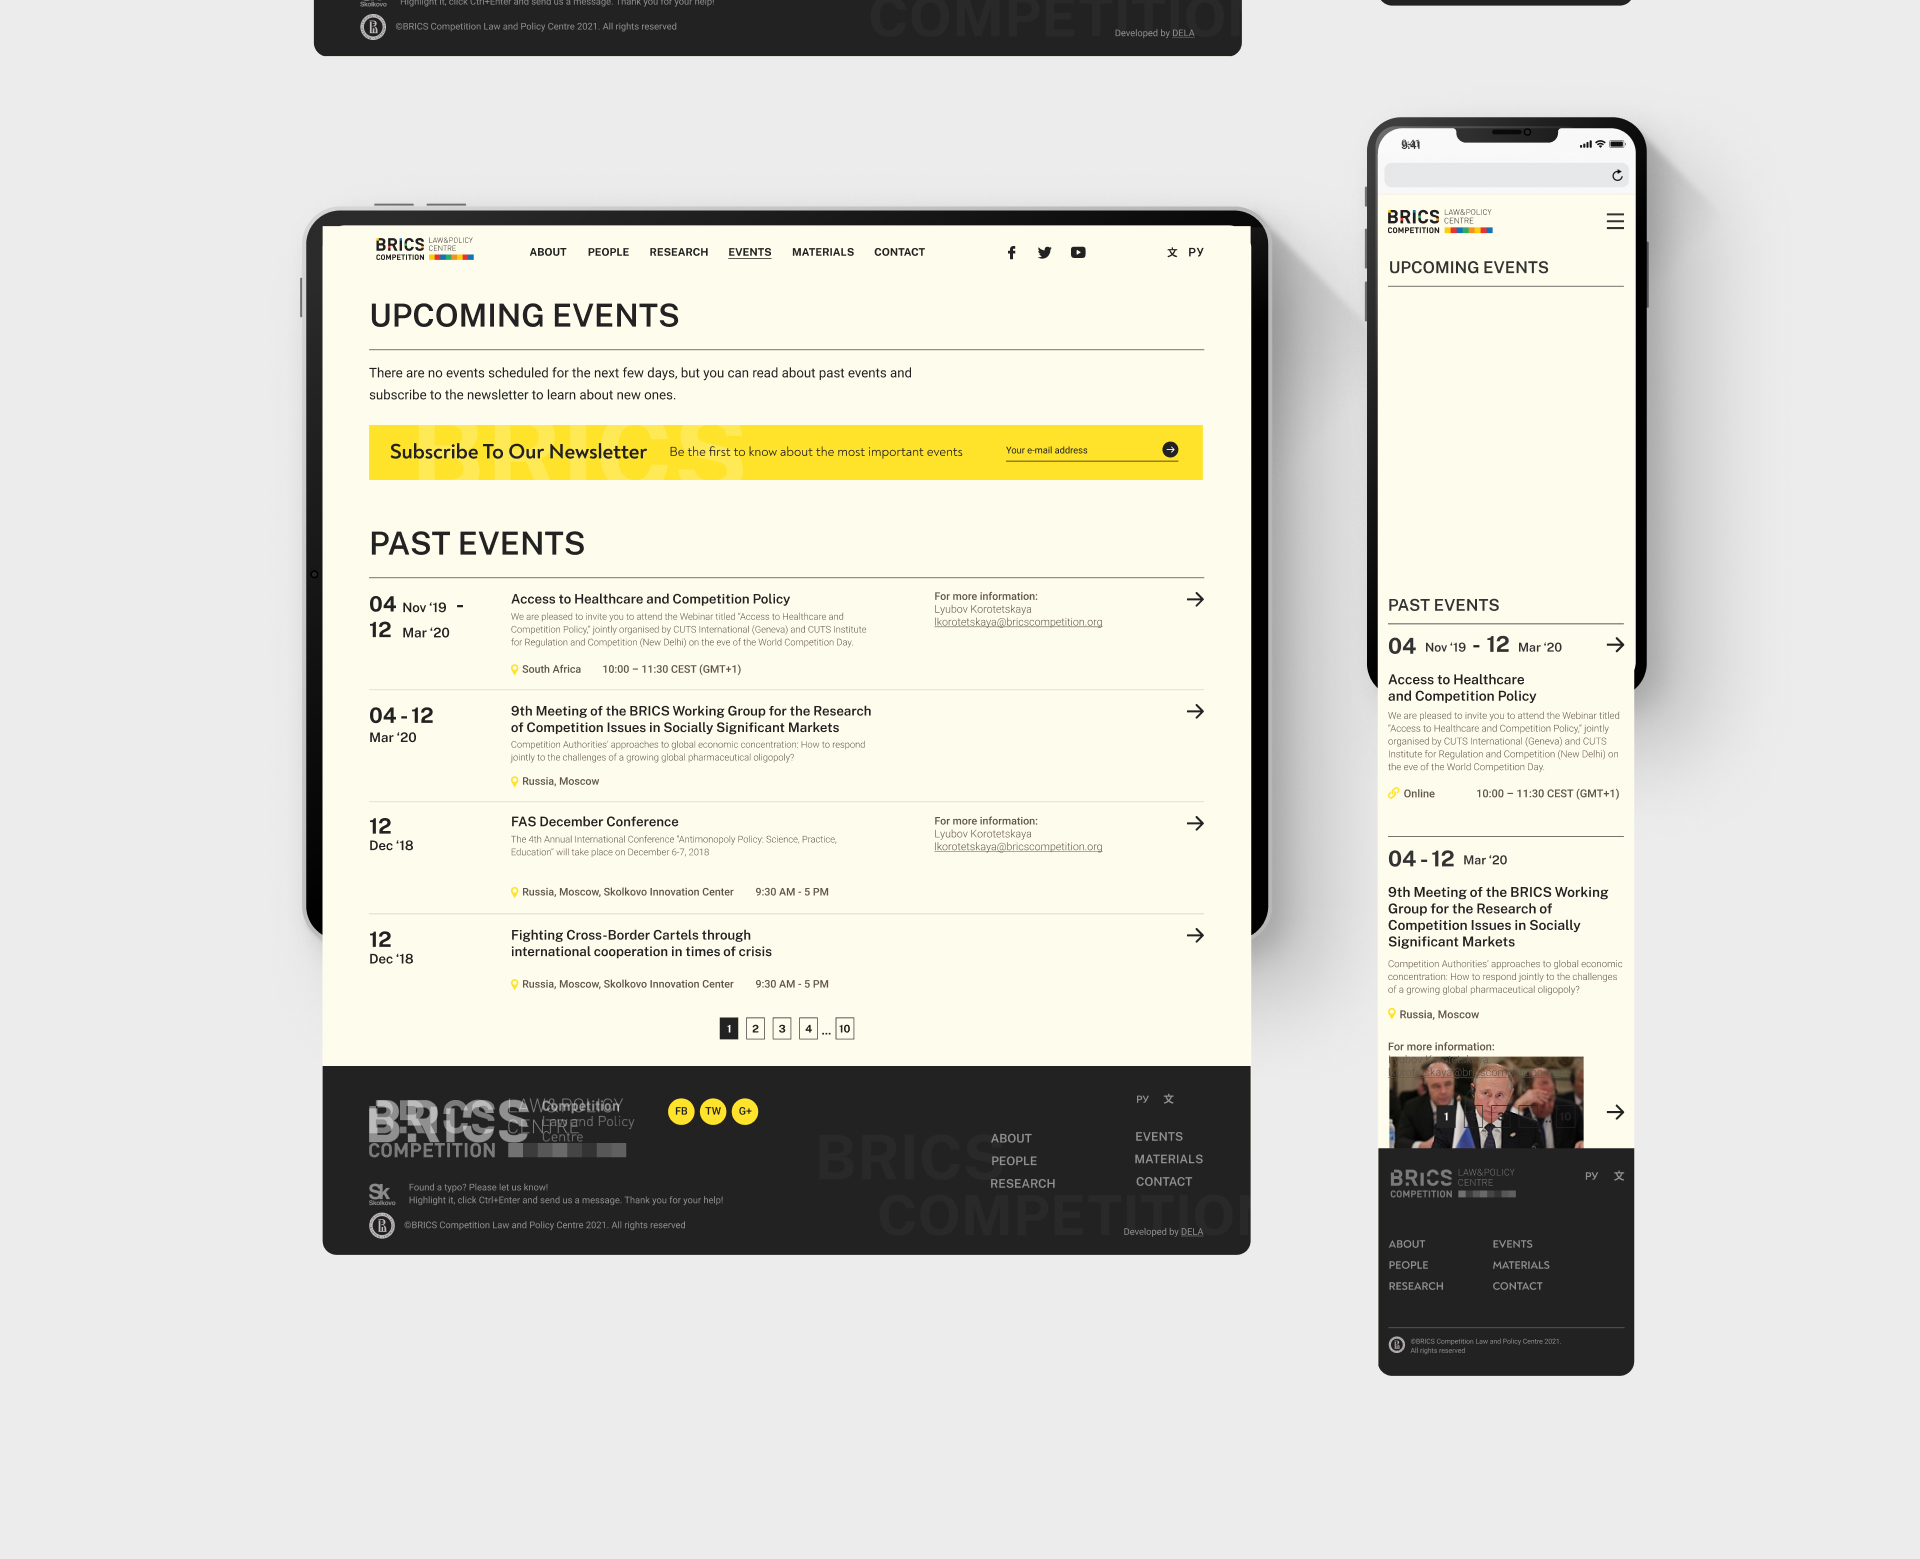 Skolkovo
Highlight it, click Ctrl+Enter and send us a message. Thank you for your help!
©BRICS Competition Law and Policy Centre 2021. All rights reserved
COMPETITION
Developed by DELA
BRICS LAW&POLICY
CENTRE
COMPETITION
ABOUT PEOPLE RESEARCH EVENTS MATERIALS CONTACT
文 РУ
UPCOMING EVENTS
There are no events scheduled for the next few days, but you can read about past events and
subscribe to the newsletter to learn about new ones.
BRICS
Subscribe To Our Newsletter Be the first to know about the most important events Your e-mail address
PAST EVENTS
04 Nov ‘19 -
12 Mar ‘20
Access to Healthcare and Competition Policy
We are pleased to invite you to attend the Webinar titled “Access to Healthcare and
Competition Policy,” jointly organised by CUTS International (Geneva) and CUTS Institute
for Regulation and Competition (New Delhi) on the eve of the World Competition Day.
South Africa 10:00 – 11:30 CEST (GMT+1)
For more information:
Lyubov Korotetskaya
lkorotetskaya@bricscompetition.org
04 - 12
Mar ‘20
9th Meeting of the BRICS Working Group for the Research
of Competition Issues in Socially Significant Markets
Competition Authorities’ approaches to global economic concentration: How to respond
jointly to the challenges of a growing global pharmaceutical oligopoly?
Russia, Moscow
12
Dec ‘18
FAS December Conference
The 4th Annual International Conference “Antimonopoly Policy: Science, Practice,
Education” will take place on December 6-7, 2018
Russia, Moscow, Skolkovo Innovation Center 9:30 AM - 5 PM
For more information:
Lyubov Korotetskaya
lkorotetskaya@bricscompetition.org
12
Dec ‘18
Fighting Cross-Border Cartels through
international cooperation in times of crisis
Russia, Moscow, Skolkovo Innovation Center 9:30 AM - 5 PM
1 2 3 4 ... 10
BRICS LAW&POLICY
CENTRE
COMPETITION
Competition
Law and Policy
Centre
FB TW G+
РУ 文
BRICS
COMPETITION
ABOUT
PEOPLE
RESEARCH
EVENTS
MATERIALS
CONTACT
Sk
Skolkovo
Found a typo? Please let us know!
Highlight it, click Ctrl+Enter and send us a message. Thank you for your help!
©BRICS Competition Law and Policy Centre 2021. All rights reserved
Developed by DELA
9:41
BRICS LAW&POLICY
CENTRE
COMPETITION
UPCOMING EVENTS
PAST EVENTS
04 Nov ‘19 - 12 Mar ‘20
Access to Healthcare
and Competition Policy
We are pleased to invite you to attend the Webinar titled
“Access to Healthcare and Competition Policy,” jointly
organised by CUTS International (Geneva) and CUTS
Institute for Regulation and Competition (New Delhi) on
the eve of the World Competition Day.
Online 10:00 – 11:30 CEST (GMT+1)
04 - 12 Mar ‘20
9th Meeting of the BRICS Working
Group for the Research of
Competition Issues in Socially
Significant Markets
Competition Authorities’ approaches to global economic
concentration: How to respond jointly to the challenges
of a growing global pharmaceutical oligopoly?
Russia, Moscow
For more information:
1 10
BRICS LAW&POLICY
CENTRE
COMPETITION
РУ 文
ABOUT
PEOPLE
RESEARCH
EVENTS
MATERIALS
CONTACT
©BRICS Competition Law and Policy Centre 2021.
All rights reserved